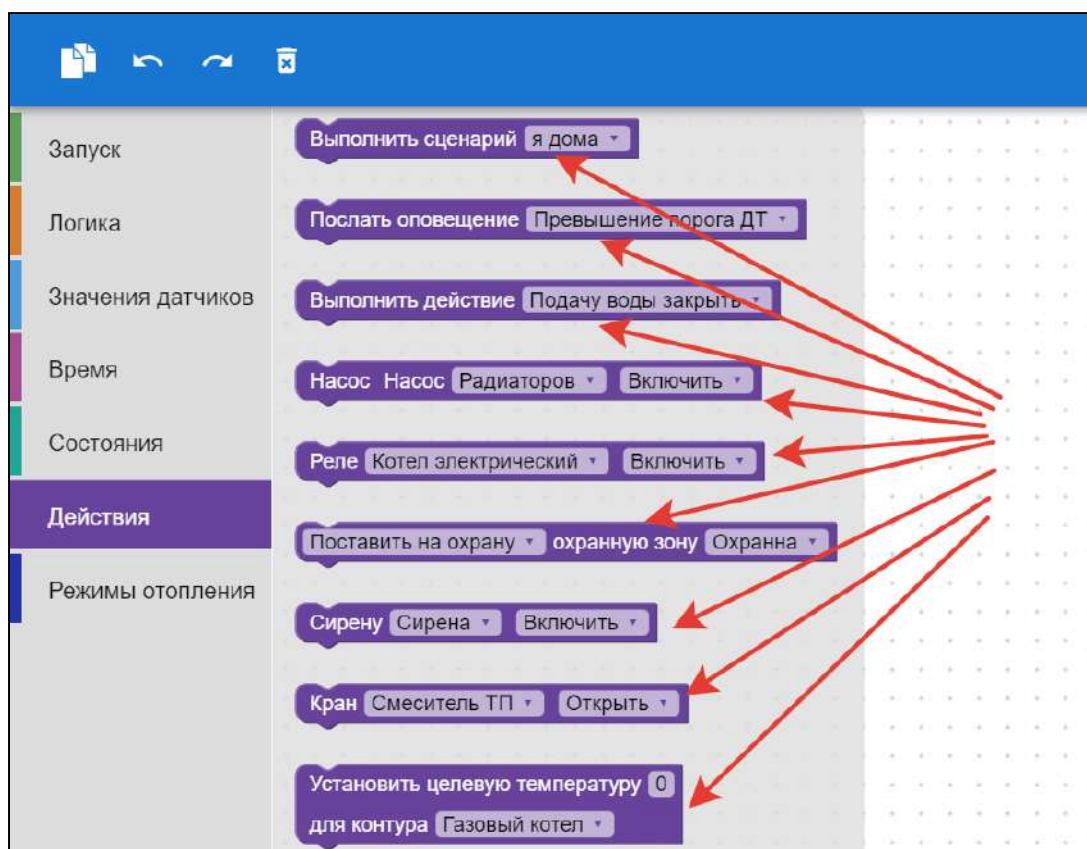 Запуск
Логика
Значения датчиков
Время
Состояния
Действия
Режимы отопления
Выполнить сценарий я дома
Послать оповещение Превышение порога ДТ
Выполнить действие Подачу воды закрыть
Насос Насос Радиаторов Включить
Реле Котел электрический Включить
Поставить на охрану охранную зону Охранна
Сирену Сирена Включить
Кран Смеситель ТП Открыть
Установить целевую температуру 0
для контура Газовый котел